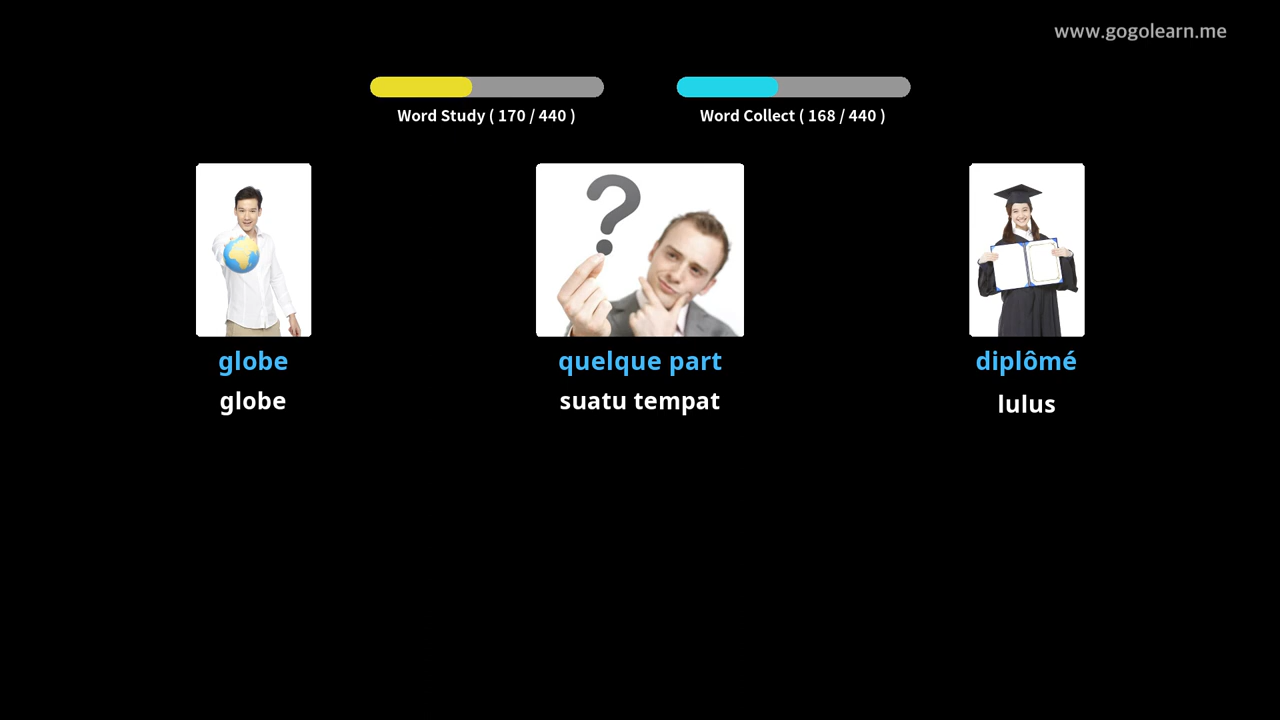 www.gogolearn.me
Word Study ( 170 / 440 )
Word Collect ( 168 / 440 )
globe
quelque part
diplômé
globe
suatu tempat
lulus